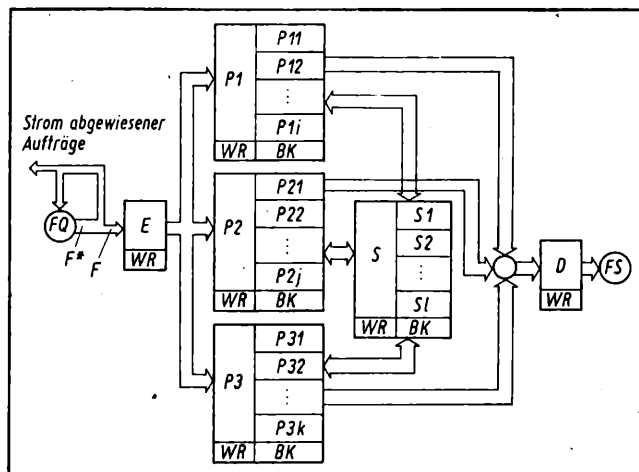 P1
P11
P12
⋮
P1i
WR
BK
Strom abgewiesener
Aufträge
FQ
F*
F
E
WR
P2
P21
P22
⋮
P2j
WR
BK
S
S1
S2
⋮
Sl
WR
BK
D
WR
FS
P3
P31
P32
⋮
P3k
WR
BK